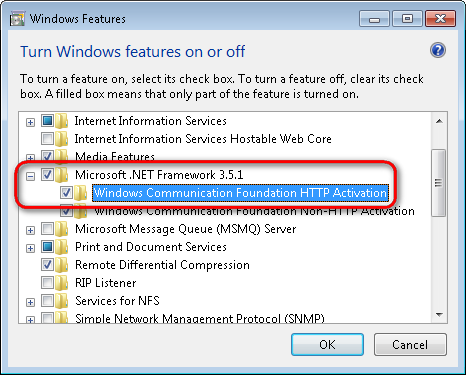 Windows Features
Turn Windows features on or off
To turn a feature on, select its check box. To turn a feature off, clear its check
box. A filled box means that only part of the feature is turned on.
Internet Information Services
Internet Information Services Hostable Web Core
Media Features
Microsoft .NET Framework 3.5.1
Windows Communication Foundation HTTP Activation
Windows Communication Foundation Non-HTTP Activation
Microsoft Message Queue (MSMQ) Server
Print and Document Services
Remote Differential Compression
RIP Listener
Services for NFS
Simple Network Management Protocol (SNMP)
OK
Cancel